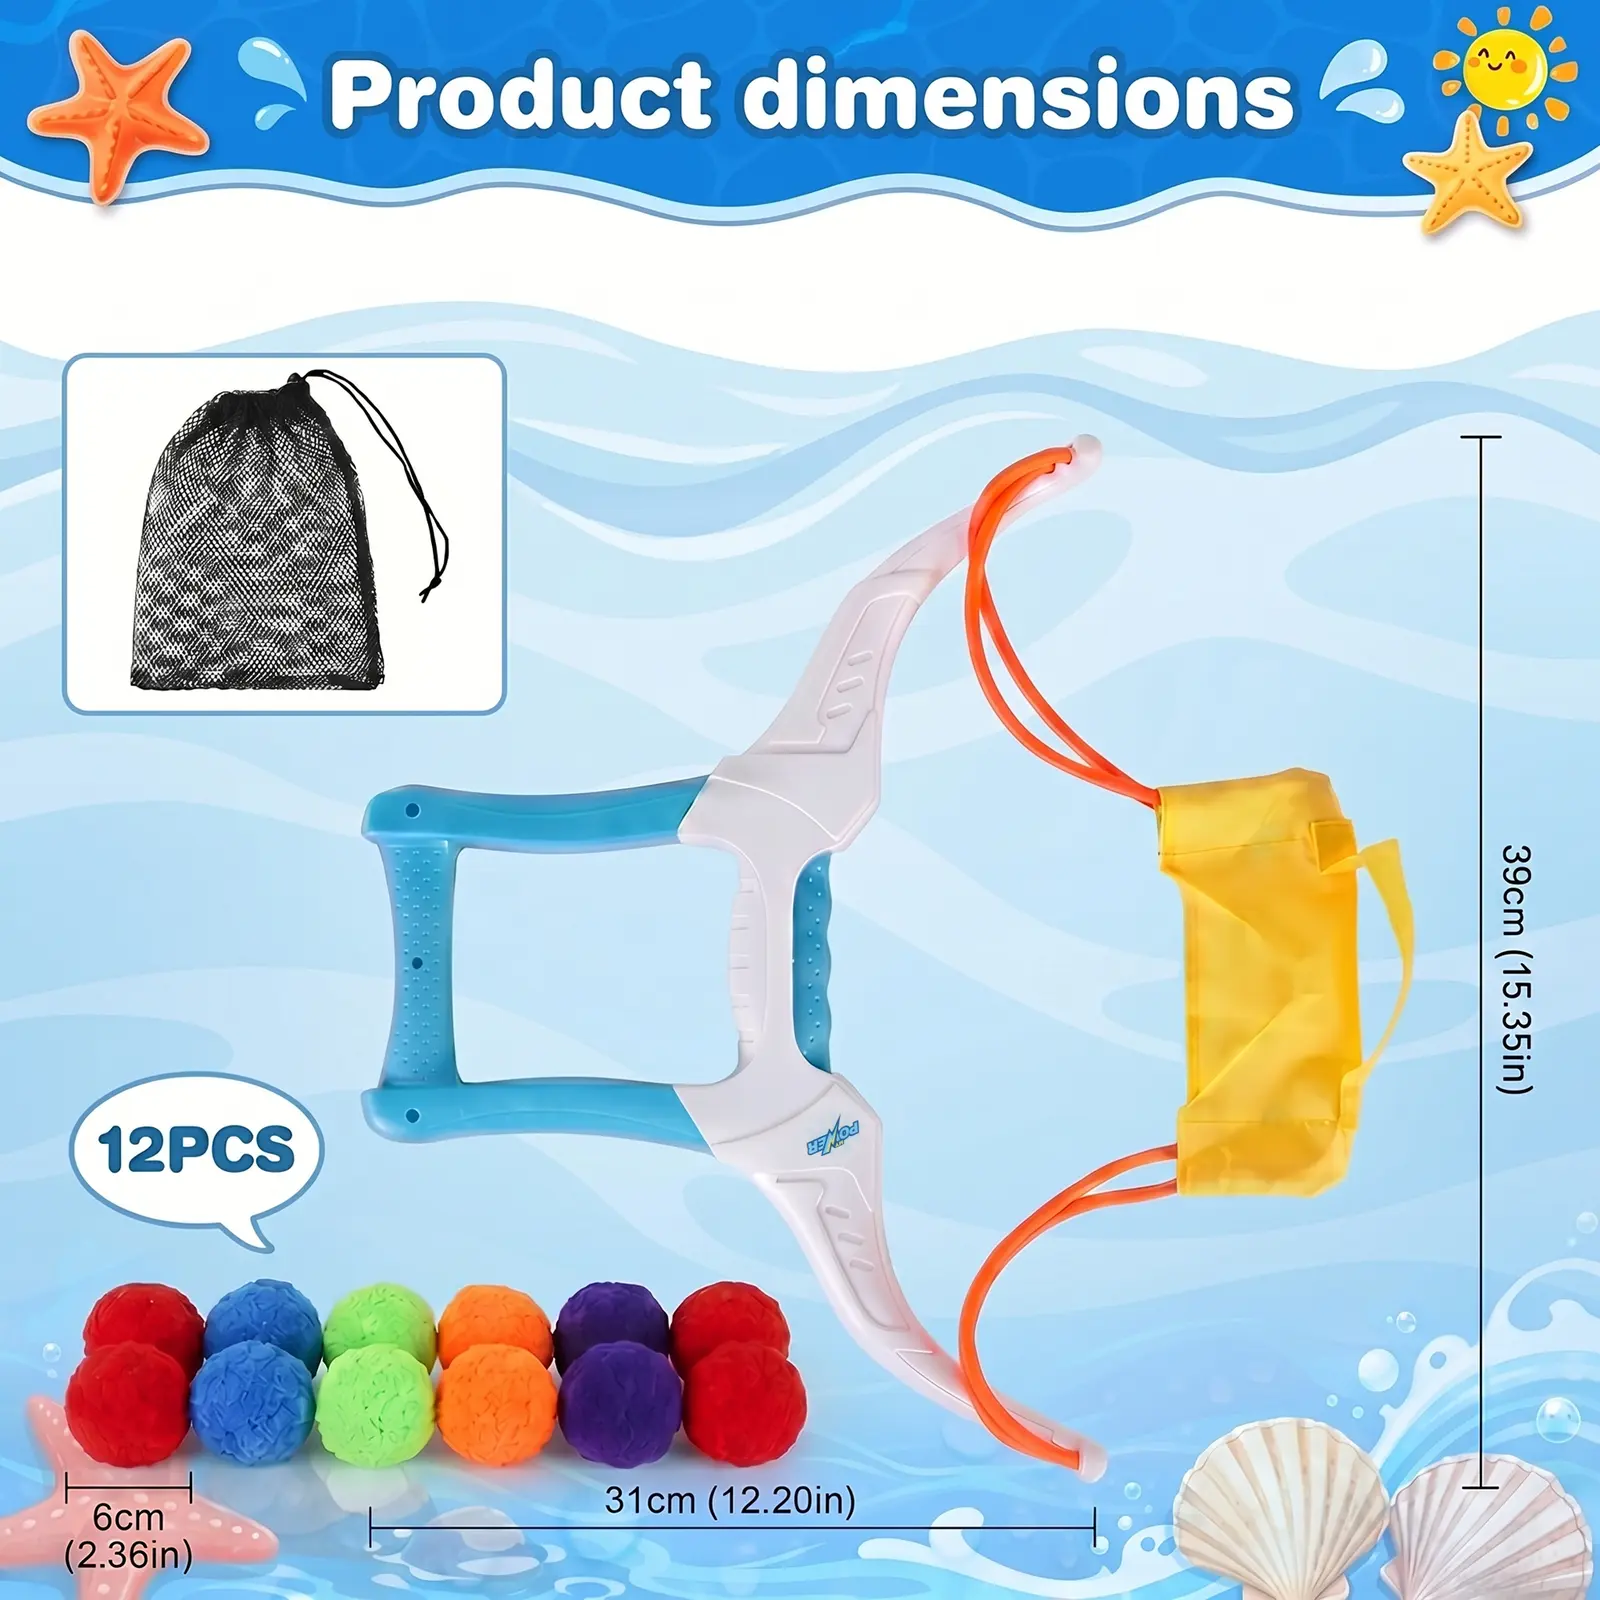 Product dimensions
39cm (15.35in)
12PCS
POWER
31cm (12.20in)
6cm
(2.36in)